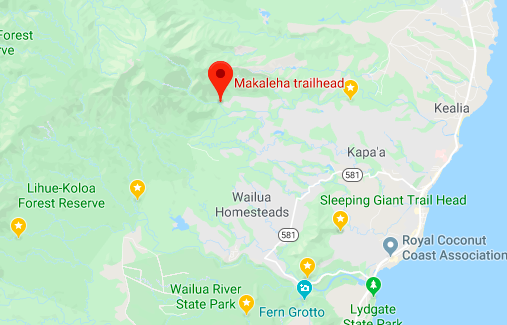 Forest
rve
Makaleha trailhead
Kealia
Kapa'a
581
Lihue-Koloa
Forest Reserve
Wailua
Homesteads
Sleeping Giant Trail Head
581
Royal Coconut
Coast Association
Wailua River
State Park
Fern Grotto
Lydgate
State Park